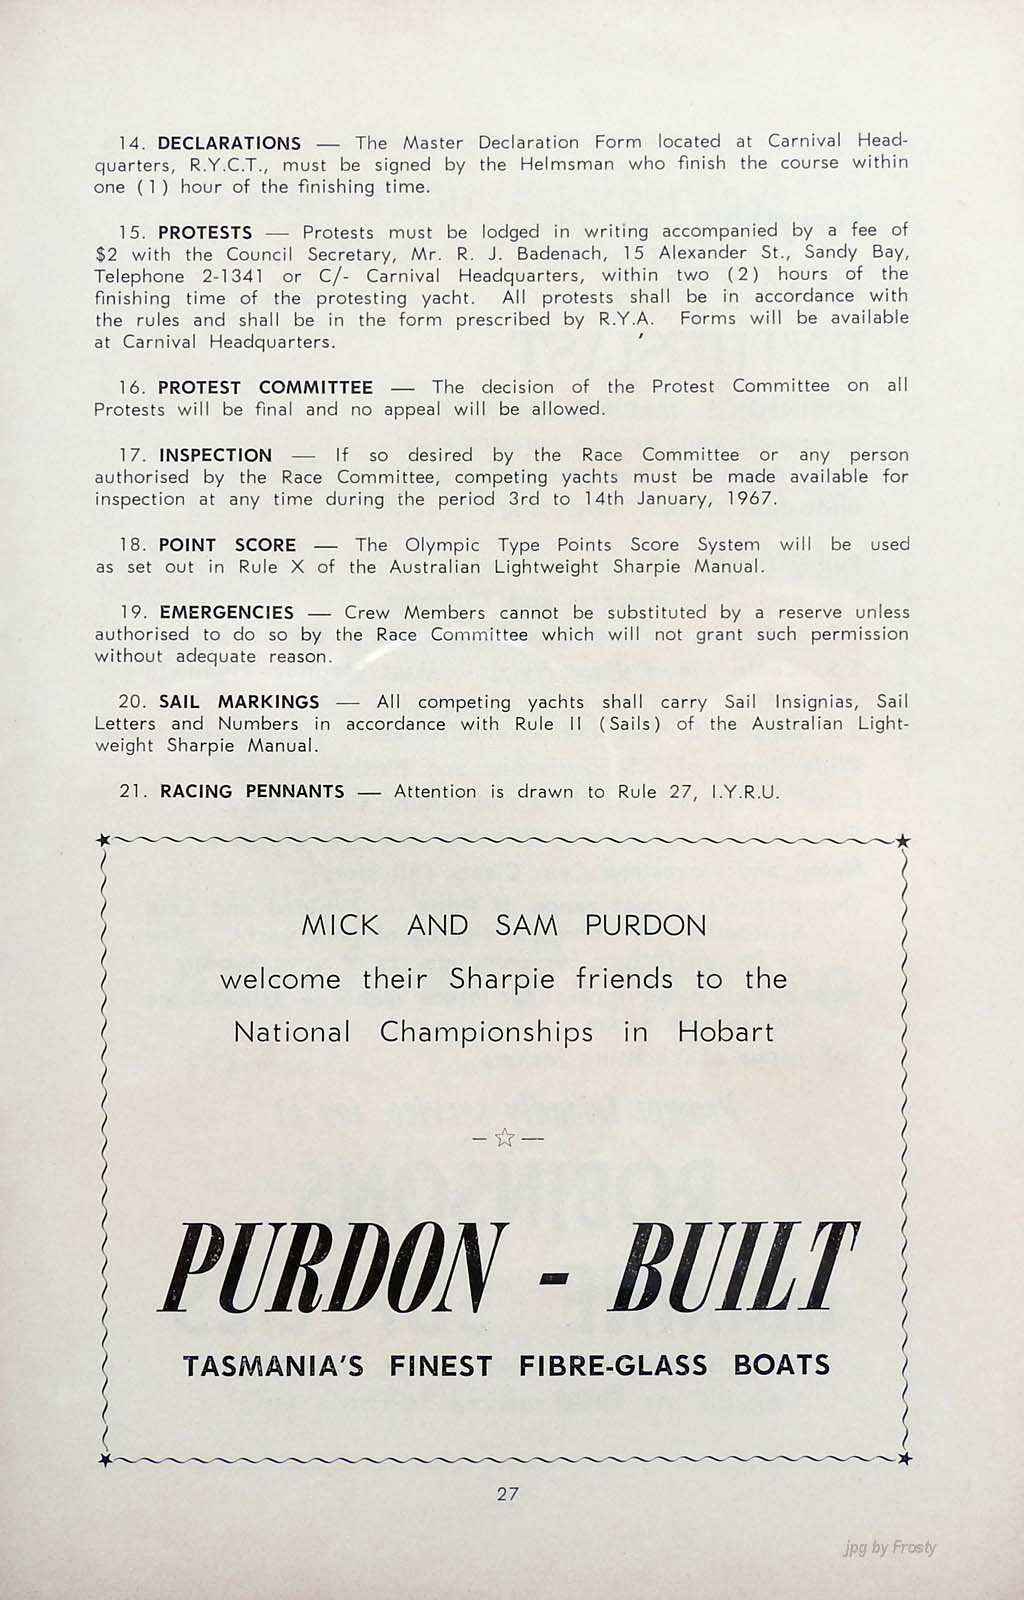 14. DECLARATIONS — The Master Declaration Form located at Carnival Head-
quarters, R.Y.C.T., must be signed by the Helmsman who finish the course within
one (1) hour of the finishing time.
15. PROTESTS — Protests must be lodged in writing accompanied by a fee of
$2 with the Council Secretary, Mr. R. J. Badenach, 15 Alexander St., Sandy Bay,
Telephone 2-1341 or C/- Carnival Headquarters, within two (2) hours of the
finishing time of the protesting yacht. All protests shall be in accordance with
the rules and shall be in the form prescribed by R.Y.A. Forms will be available
at Carnival Headquarters.
16. PROTEST COMMITTEE — The decision of the Protest Committee on all
Protests will be final and no appeal will be allowed.
17. INSPECTION — If so desired by the Race Committee or any person
authorised by the Race Committee, competing yachts must be made available for
inspection at any time during the period 3rd to 14th January, 1967.
18. POINT SCORE — The Olympic Type Points Score System will be used
as set out in Rule X of the Australian Lightweight Sharpie Manual.
19. EMERGENCIES — Crew Members cannot be substituted by a reserve unless
authorised to do so by the Race Committee which will not grant such permission
without adequate reason.
20. SAIL MARKINGS — All competing yachts shall carry Sail Insignias, Sail
Letters and Numbers in accordance with Rule II (Sails) of the Australian Light-
weight Sharpie Manual.
21. RACING PENNANTS — Attention is drawn to Rule 27, I.Y.R.U.
MICK AND SAM PURDON
welcome their Sharpie friends to the
National Championships in Hobart
PURDON - BUILT
TASMANIA'S FINEST FIBRE-GLASS BOATS
27
jpg by Frosty